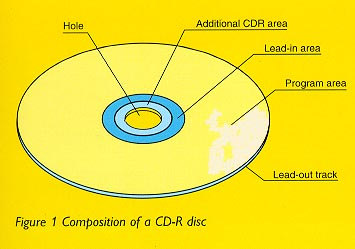 Hole
Additional CDR area
Lead-in area
Program area
Lead-out track
Figure 1 Composition of a CD-R disc